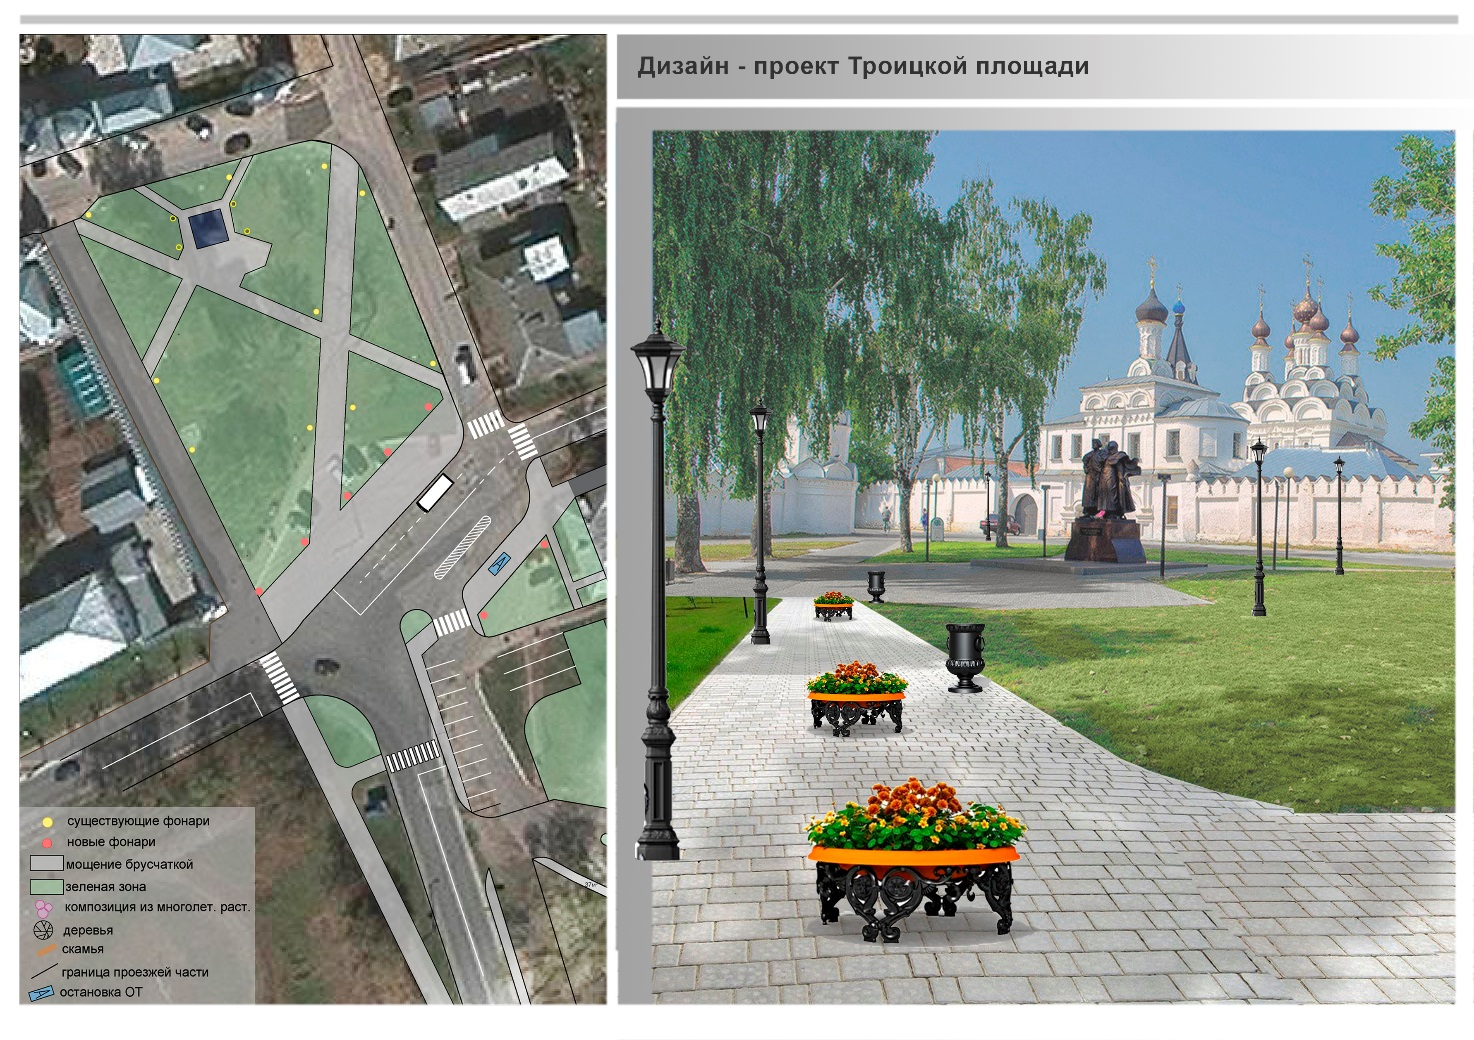 Дизайн - проект Троицкой площади
существующие фонари
новые фонари
мощение брусчаткой
зеленая зона
композиция из многолет. раст.
деревья
скамья
граница проезжей части
остановка ОТ
А
А